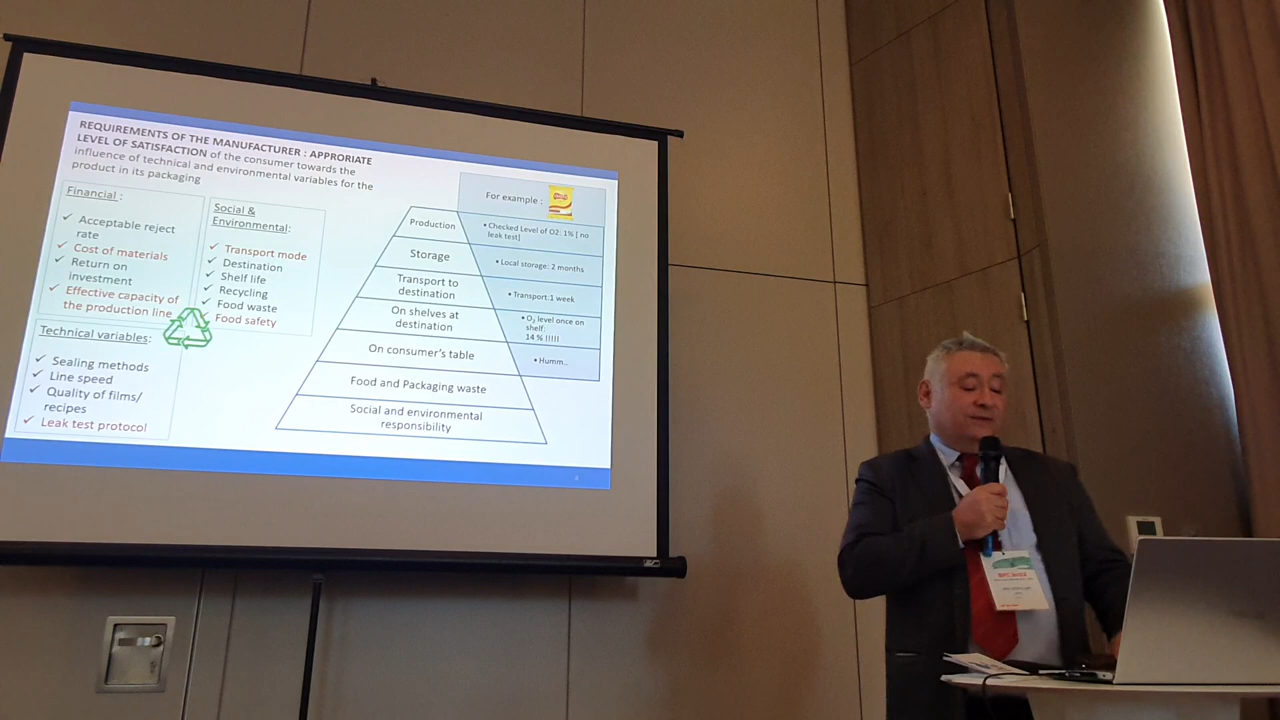 REQUIREMENTS OF THE MANUFACTURER : APPRORIATE
LEVEL OF SATISFACTION of the consumer towards the
influence of technical and environmental variables for the
product in its packaging
Financial :
✓ Acceptable reject
rate
✓ Cost of materials
✓ Return on
investment
✓ Effective capacity of
the production line
Social &
Environmental:
✓ Transport mode
✓ Destination
✓ Shelf life
✓ Recycling
✓ Food waste
✓ Food safety
Technical variables:
✓ Sealing methods
✓ Line speed
✓ Quality of films/
recipes
✓ Leak test protocol
For example :
Production
• Checked Level of O2: 1% [ no
leak test]
Storage
• Local storage: 2 months
Transport to
destination
• Transport:1 week
On shelves at
destination
• O₂ level once on
shelf:
14 % !!!!!
On consumer's table
• Humm..
Food and Packaging waste
Social and environmental
responsibility
4